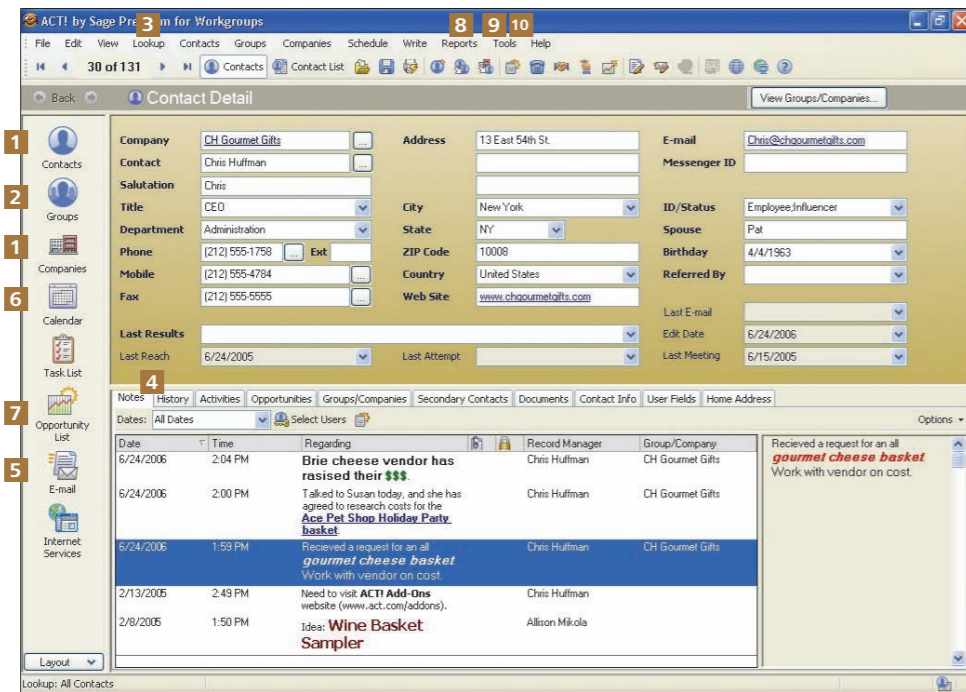 ACT! by Sage Premium for Workgroups
3
8
9
10
File Edit View Lookup Contacts Groups Companies Schedule Write Reports Tools Help
30 of 131 Contacts Contact List
Back Contact Detail View Groups/Companies...
1
Contacts
2
Groups
1
Companies
6
Calendar
Task List
7
Opportunity
List
5
E-mail
Internet
Services
Layout
Company CH Gourmet Gifts ... Address 13 East 54th St. E-mail Chris@chgourmetgifts.com
Contact Chris Huffman ... Messenger ID
Salutation Chris
Title CEO City New York ID/Status Employee;Influencer
Department Administration State NY Spouse Pat
Phone (212) 555-1758 ... Ext ZIP Code 10008 Birthday 4/4/1963
Mobile (212) 555-4784 ... Country United States Referred By
Fax (212) 555-5555 ... Web Site www.chgourmetgifts.com
Last E-mail
Last Results Edit Date 6/24/2006
Last Reach 6/24/2005 Last Attempt Last Meeting 6/15/2005
4
Notes History Activities Opportunities Groups/Companies Secondary Contacts Documents Contact Info User Fields Home Address
Dates: All Dates Select Users Options
Date Time Regarding Record Manager Group/Company
6/24/2006 2:04 PM Brie cheese vendor has Chris Huffman CH Gourmet Gifts
rasised their $$$.
6/24/2006 2:00 PM Talked to Susan today, and she has Chris Huffman CH Gourmet Gifts
agreed to research costs for the
Ace Pet Shop Holiday Party
basket.
6/24/2006 1:59 PM Recieved a request for an all Chris Huffman CH Gourmet Gifts
gourmet cheese basket
Work with vendor on cost.
2/13/2005 2:49 PM Need to visit ACT! Add-Ons Chris Huffman
website (www.act.com/addons).
2/8/2005 1:50 PM Idea: Wine Basket Allison Mikola
Sampler
Recieved a request for an all
gourmet cheese basket
Work with vendor on cost.
Lookup: All Contacts